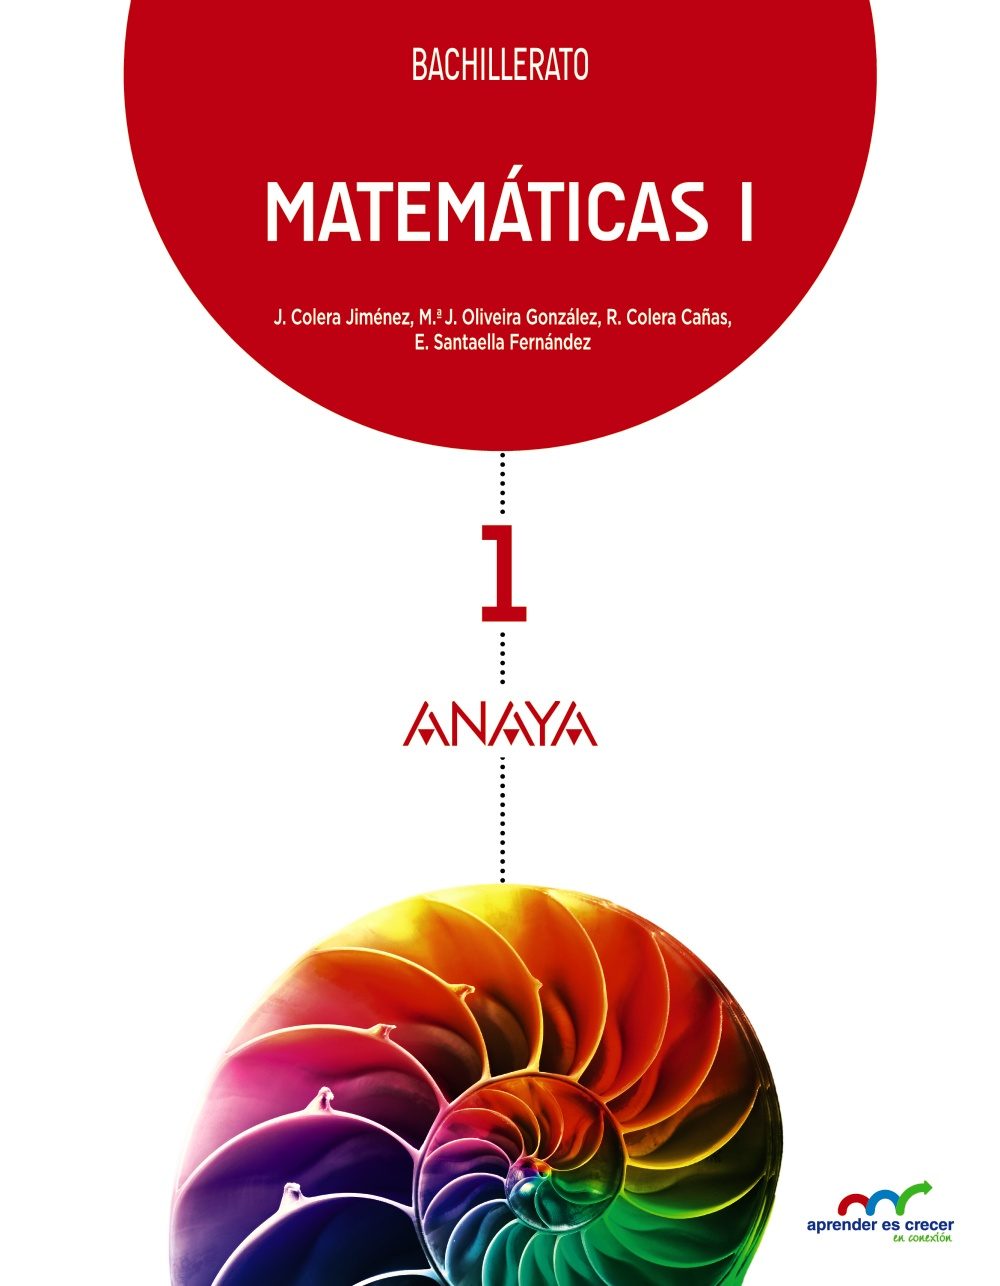 BACHILLERATO
MATEMÁTICAS I
J. Colera Jiménez, M.ª J. Oliveira González, R. Colera Cañas,
E. Santaella Fernández
1
ANAYA
aprender es crecer
en conexión